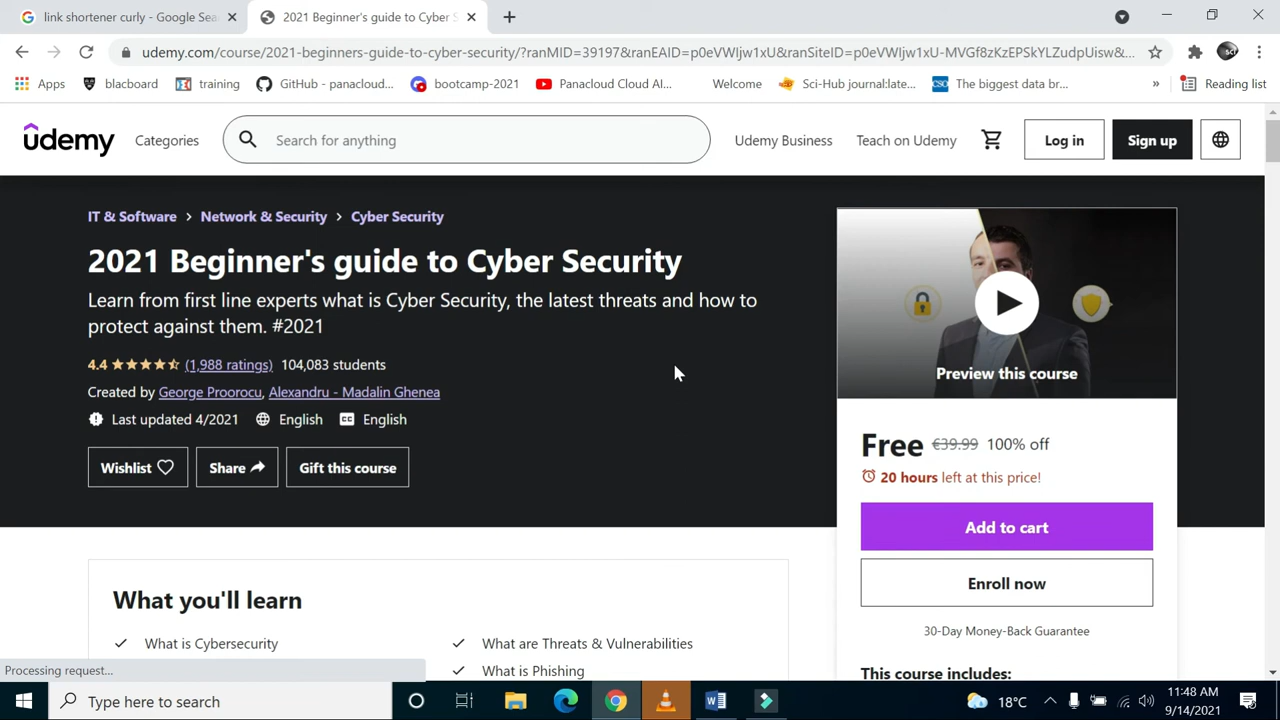 link shortener curly - Google Sea
2021 Beginner's guide to Cyber S
udemy.com/course/2021-beginners-guide-to-cyber-security/?ranMID=39197&ranEAID=p0eVWIjw1xU&ranSiteID=p0eVWIjw1xU-MVGf8zKzEPSkYLZudpUisw&...
Apps blacboard training GitHub - panacloud... bootcamp-2021 Panacloud Cloud AI... Welcome Sci-Hub journal:late... CSO The biggest data br... » Reading list
udemy Categories Search for anything Udemy Business Teach on Udemy Log in Sign up
IT & Software > Network & Security > Cyber Security
2021 Beginner's guide to Cyber Security
Learn from first line experts what is Cyber Security, the latest threats and how to
protect against them. #2021
4.4 (1,988 ratings) 104,083 students
Created by George Proorocu, Alexandru - Madalin Ghenea
Last updated 4/2021 English CC English
Wishlist Share Gift this course
Preview this course
Free €39.99 100% off
20 hours left at this price!
Add to cart
Enroll now
30-Day Money-Back Guarantee
This course includes:
What you'll learn
What is Cybersecurity What are Threats & Vulnerabilities
What is Phishing
Processing request...
Type here to search 18°C 11:48 AM
9/14/2021